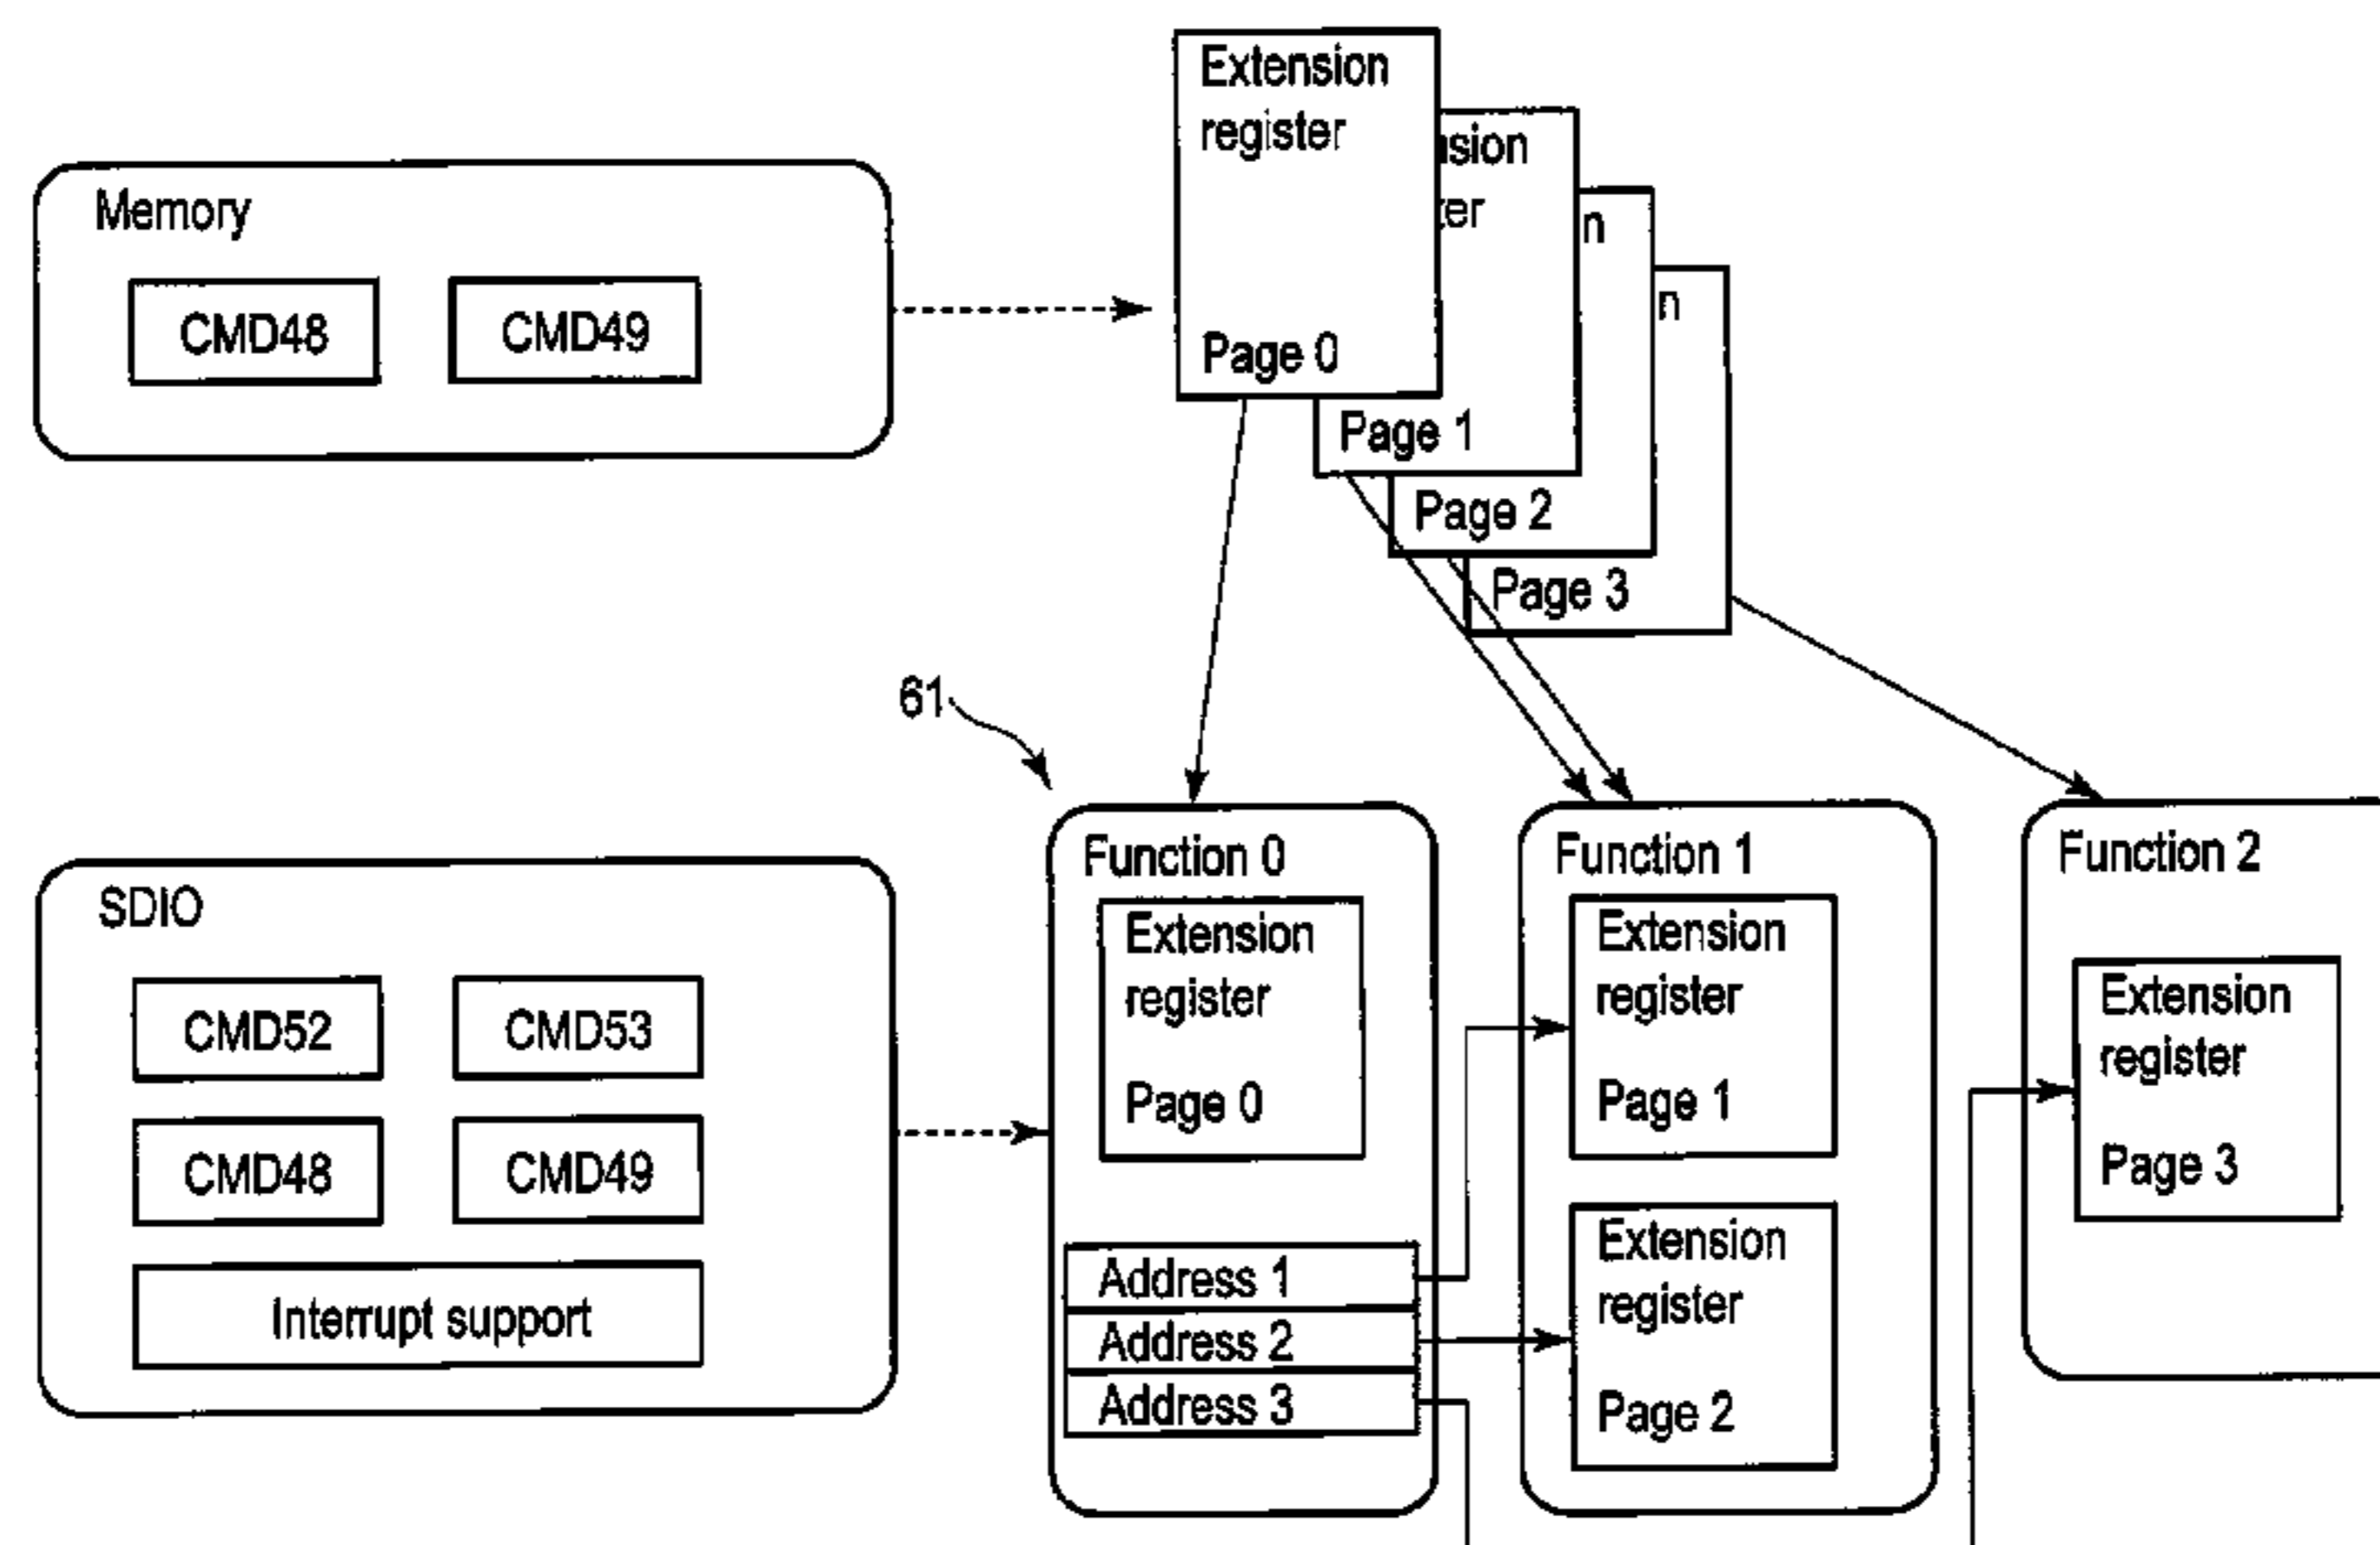 Extension
register
Page 0
sion
ter
Page 1
n
Page 2
n
Page 3
Memory
CMD48
CMD49
61
SDIO
CMD52
CMD53
CMD48
CMD49
Interrupt support
Function 0
Extension
register
Page 0
Address 1
Address 2
Address 3
Function 1
Extension
register
Page 1
Extension
register
Page 2
Function 2
Extension
register
Page 3